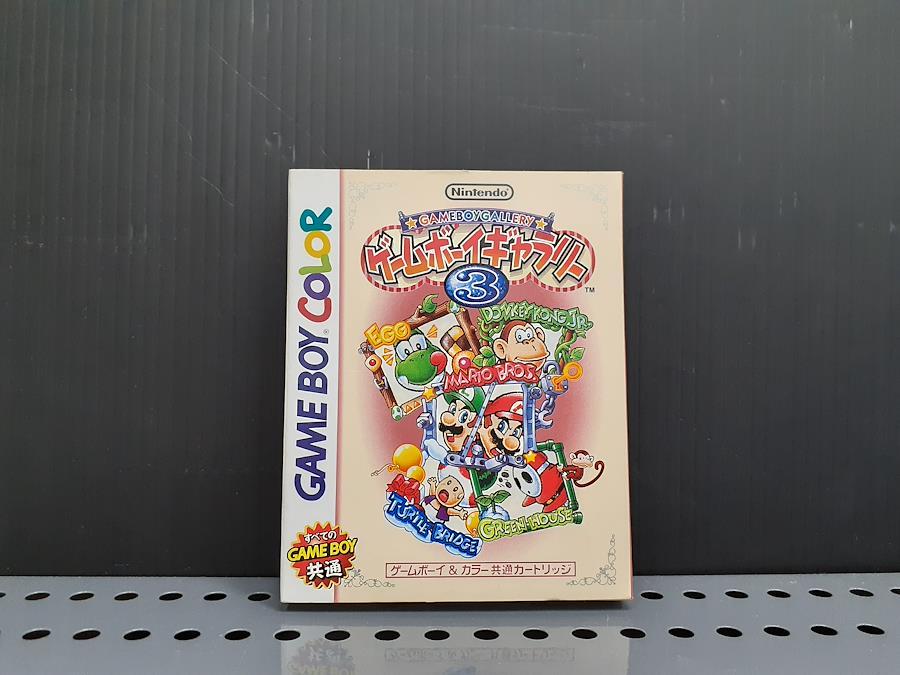 Nintendo
GAMEBOYGALLERY
ゲームボーイギャラリー
3
TM
GAME BOY COLOR
EGG
DONKEY KONG JR.
MARIO BROS.
TURTLE BRIDGE
GREENHOUSE
すべての
GAME BOY
共通
ゲームボーイ & カラー 共通カートリッジ